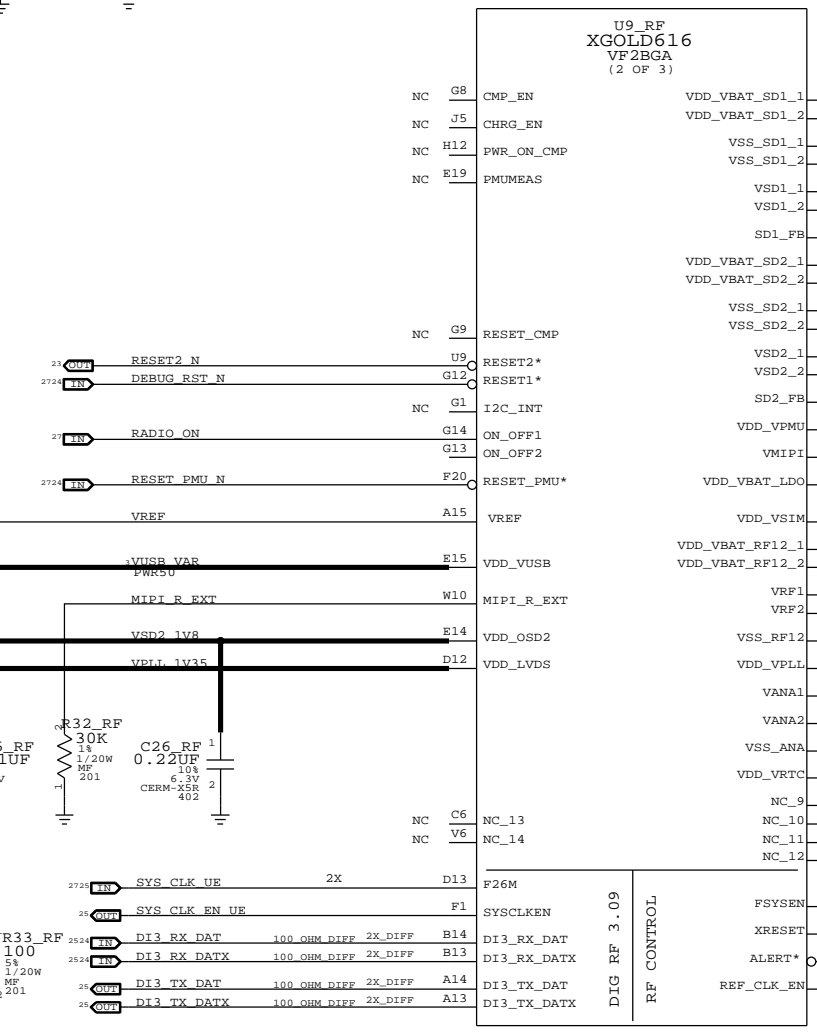 U9_RF
XGOLD616
VF2BGA
(2 OF 3)
NC G8 CMP_EN VDD_VBAT_SD1_1
VDD_VBAT_SD1_2
NC J5 CHRG_EN
VSS_SD1_1
NC H12 PWR_ON_CMP
VSS_SD1_2
NC E19 PMUMEAS
VSD1_1
VSD1_2
SD1_FB
VDD_VBAT_SD2_1
VDD_VBAT_SD2_2
VSS_SD2_1
VSS_SD2_2
NC G9 RESET_CMP
VSD2_1
23 OUT RESET2_N U9 RESET2*
VSD2_2
2724 IN DEBUG_RST_N G12 RESET1*
SD2_FB
NC G1 I2C_INT
VDD_VPMU
27 IN RADIO_ON G14 ON_OFF1
G13 ON_OFF2 VMIPI
2724 IN RESET_PMU_N F20 RESET_PMU* VDD_VBAT_LDO
VREF A15 VREF VDD_VSIM
VDD_VBAT_RF12_1
3 VUSB_VAR E15 VDD_VUSB VDD_VBAT_RF12_2
PWR50
VRF1
MIPI_R_EXT W10 MIPI_R_EXT
VRF2
VSD2_1V8 E14 VDD_OSD2 VSS_RF12
VPLL_1V35 D12 VDD_LVDS VDD_VPLL
VANA1
VANA2
2 R32_RF
30K
1%
1/20W
MF
201
1
_RF
1UF
V
C26_RF 1
0.22UF
10%
6.3V
CERM-X5R 2
402
VSS_ANA
VDD_VRTC
NC_9
NC C6 NC_13 NC_10
NC V6 NC_14 NC_11
NC_12
2725 IN SYS_CLK_UE 2X D13 F26M
25 OUT SYS_CLK_EN_UE F1 SYSCLKEN FSYSEN
R33_RF
100
5%
1/20W
MF
201
2
2524 IN DI3_RX_DAT 100_OHM_DIFF 2X_DIFF B14 DI3_RX_DAT XRESET
2524 IN DI3_RX_DATX 100_OHM_DIFF 2X_DIFF B13 DI3_RX_DATX ALERT*
25 OUT DI3_TX_DAT 100_OHM_DIFF 2X_DIFF A14 DI3_TX_DAT REF_CLK_EN
25 OUT DI3_TX_DATX 100_OHM_DIFF 2X_DIFF A13 DI3_TX_DATX
DIG RF 3.09
RF CONTROL